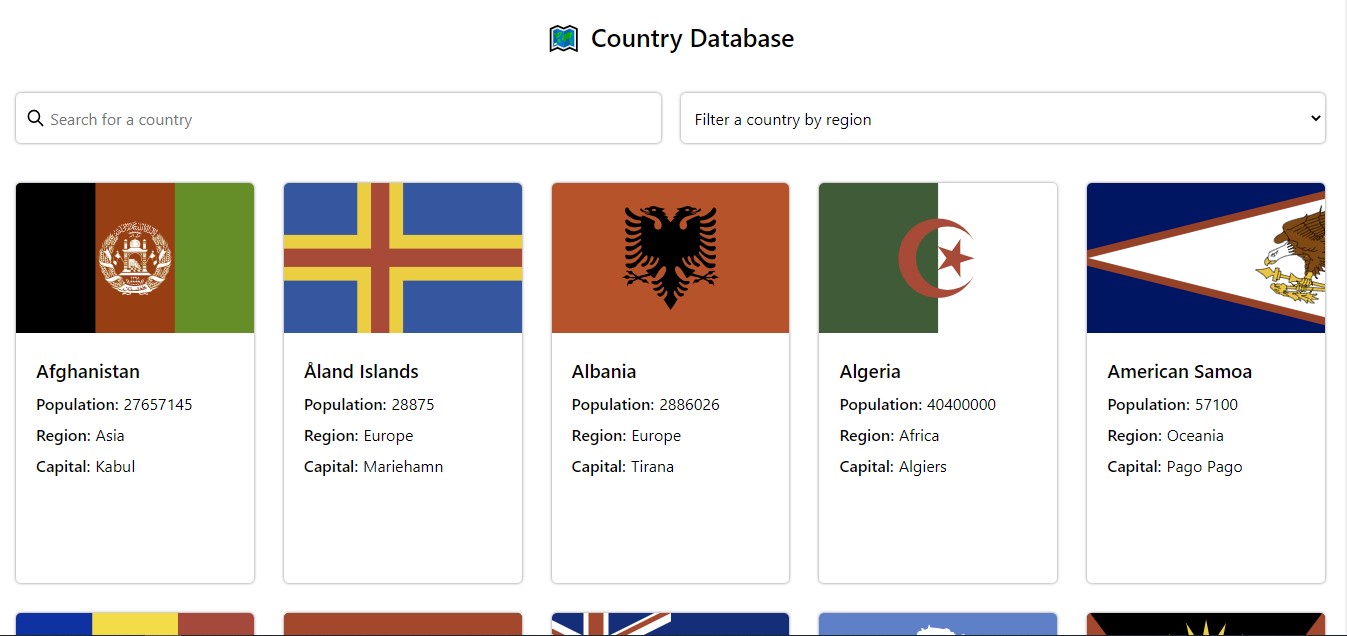 Country Database
Search for a country
Filter a country by region
Afghanistan
Population: 27657145
Region: Asia
Capital: Kabul
Åland Islands
Population: 28875
Region: Europe
Capital: Mariehamn
Albania
Population: 2886026
Region: Europe
Capital: Tirana
Algeria
Population: 40400000
Region: Africa
Capital: Algiers
American Samoa
Population: 57100
Region: Oceania
Capital: Pago Pago